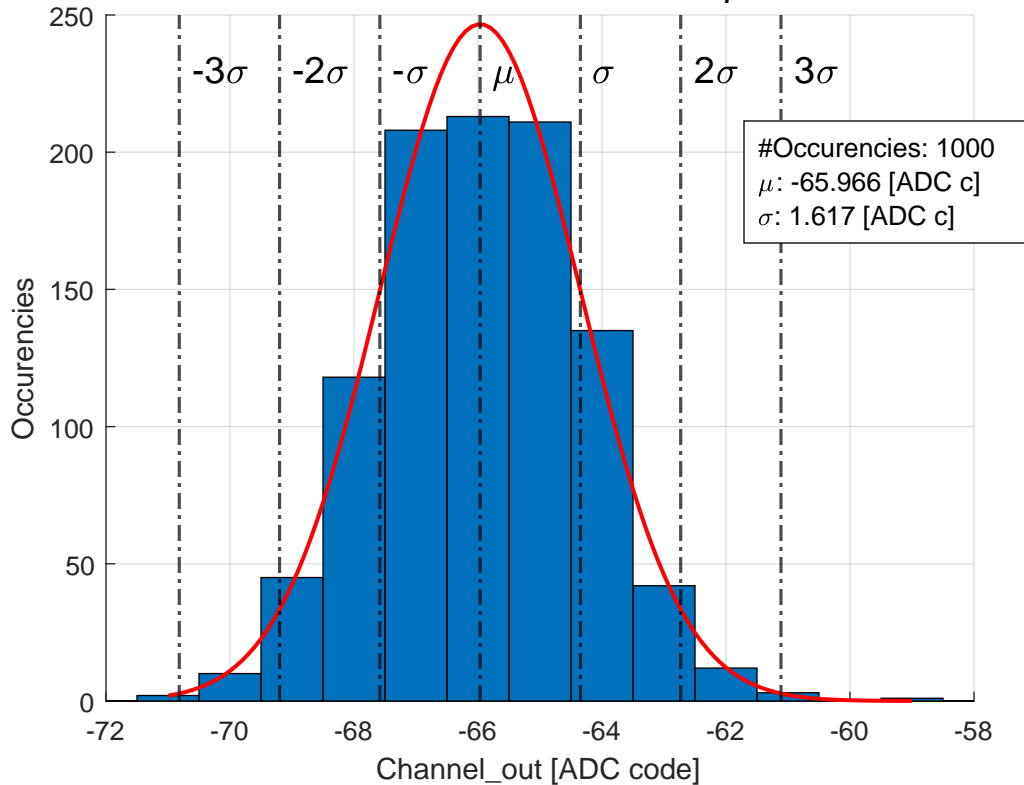 250
200
150
100
50
0
-3σ
-2σ
-σ
μ
σ
2σ
3σ
#Occurencies: 1000
μ: -65.966 [ADC c]
σ: 1.617 [ADC c]
Occurencies
-72
-70
-68
-66
-64
-62
-60
-58
Channel_out [ADC code]